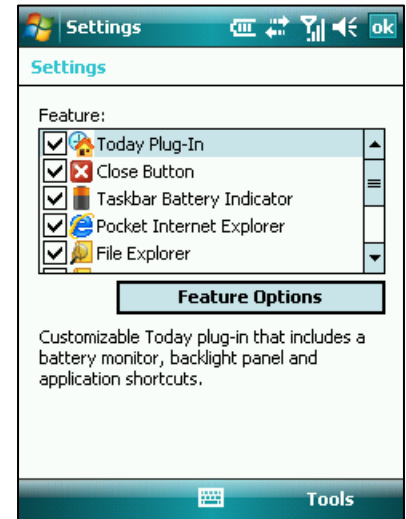 Settings
ok
Settings
Feature:
Today Plug-In
Close Button
Taskbar Battery Indicator
Pocket Internet Explorer
File Explorer
Feature Options
Customizable Today plug-in that includes a
battery monitor, backlight panel and
application shortcuts.
Tools